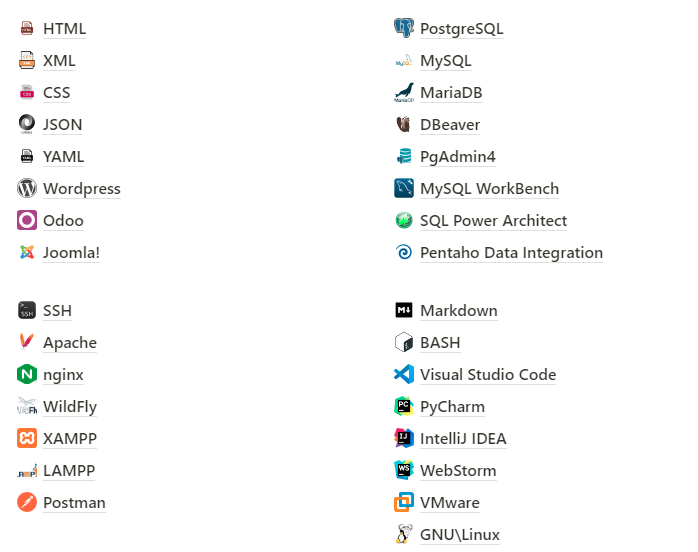 HTML
XML
CSS
JSON
YAML
Wordpress
Odoo
Joomla!
PostgreSQL
MySQL
MariaDB
DBeaver
PgAdmin4
MySQL WorkBench
SQL Power Architect
Pentaho Data Integration
SSH
Apache
nginx
WildFly
XAMPP
LAMPP
Postman
Markdown
BASH
Visual Studio Code
PyCharm
IntelliJ IDEA
WebStorm
VMware
GNU\Linux